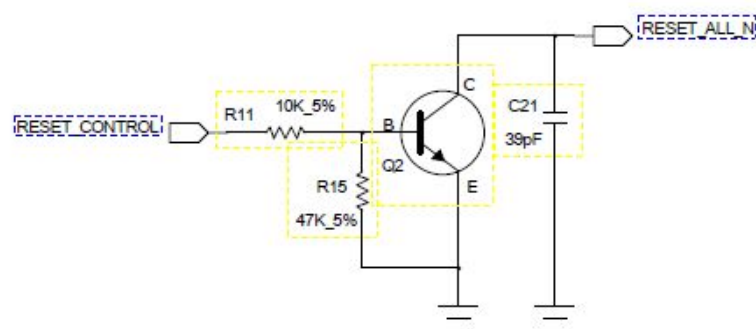 RESET_ALL_N
R11 10K_5%
C
C21
RESET_CONTROL
B
39pF
Q2
R15
E
47K_5%